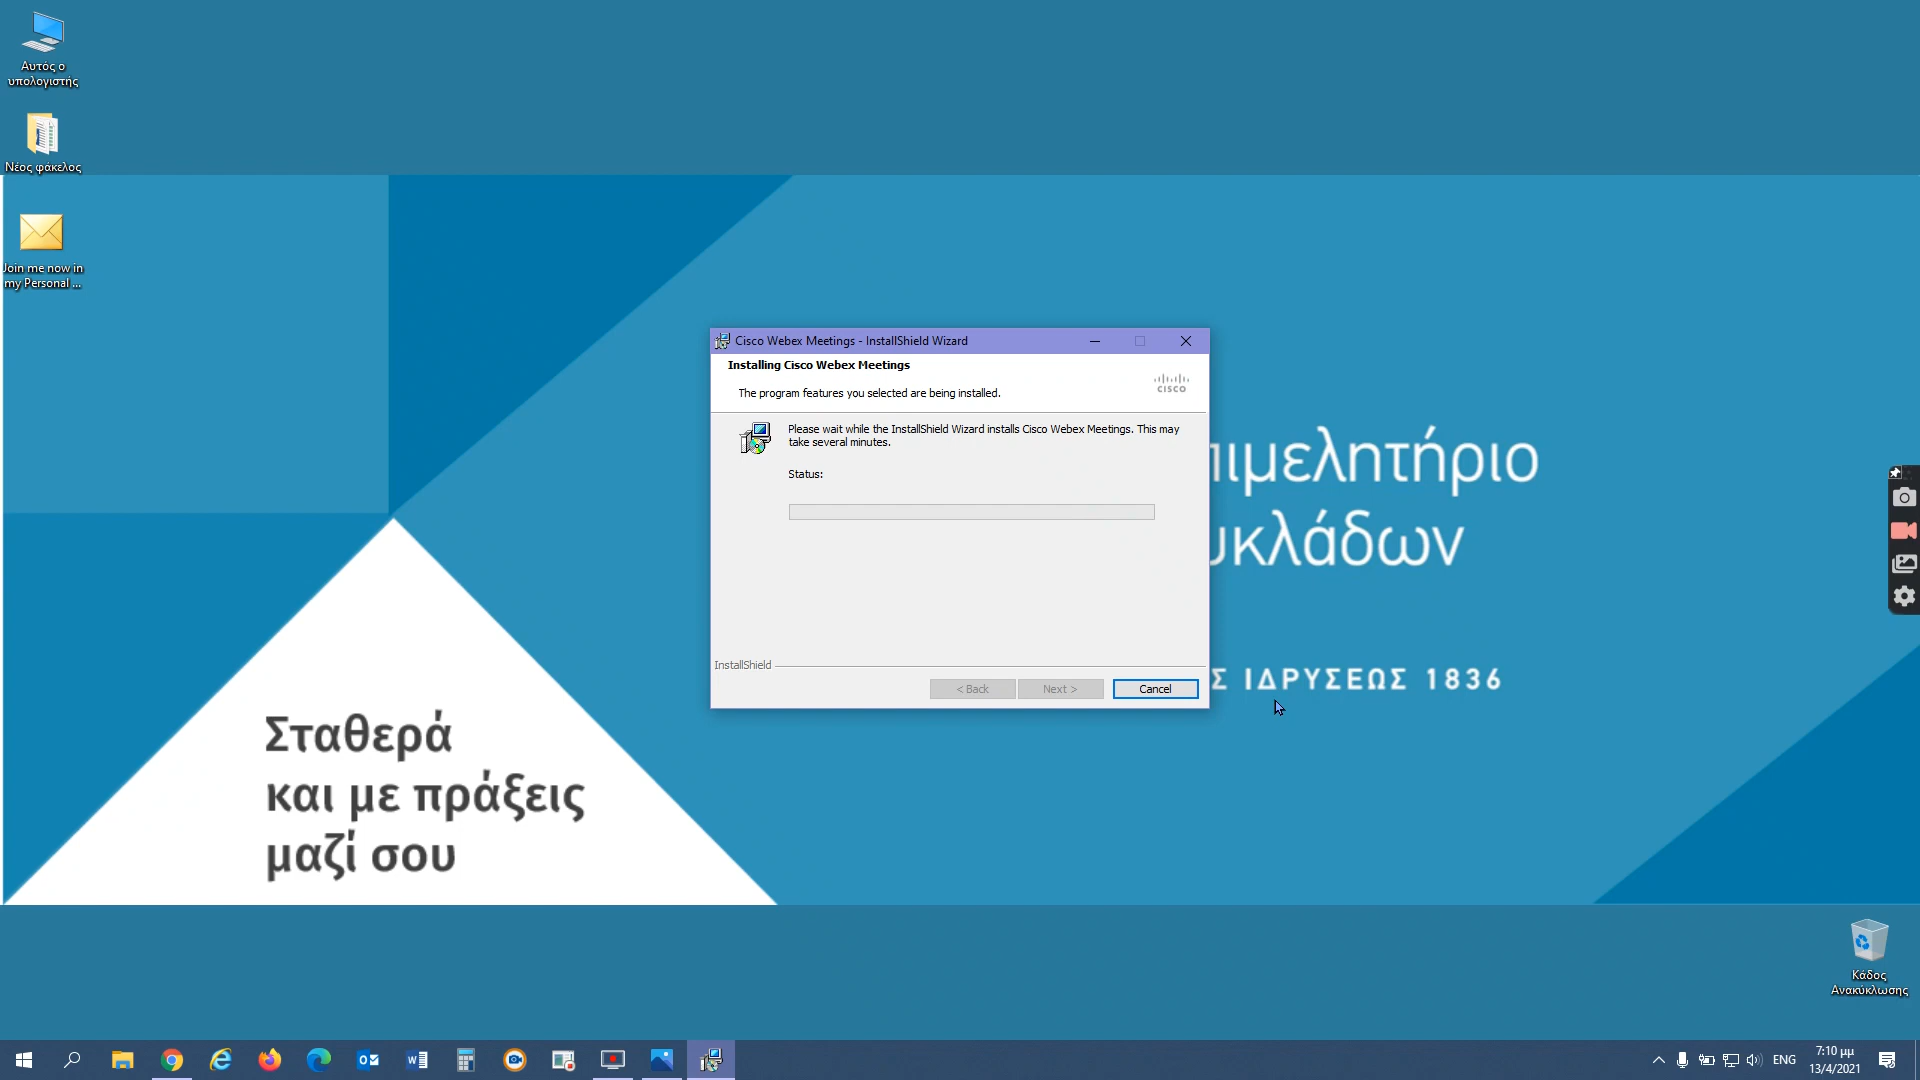 Αυτός ο
υπολογιστής
Νέος φάκελος
Join me now in
my Personal ...
Cisco Webex Meetings - InstallShield Wizard
Installing Cisco Webex Meetings
The program features you selected are being installed.
CISCO
Please wait while the InstallShield Wizard installs Cisco Webex Meetings. This may
take several minutes.
Status:
InstallShield
< Back
Next >
Cancel
πιμελητήριο
υκλάδων
Σ ΙΔΡΥΣΕΩΣ 1836
Σταθερά
και με πράξεις
μαζί σου
Κάδος
Ανακύκλωσης
ENG
7:10 μμ
13/4/2021